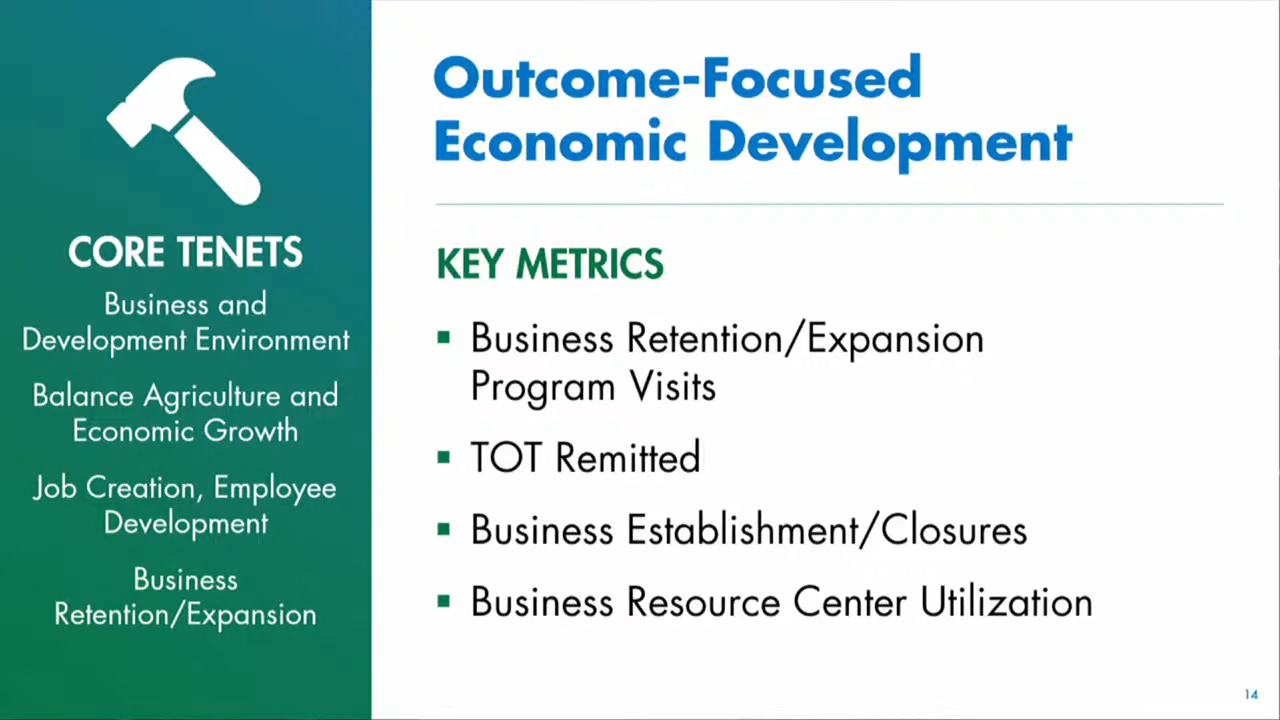 CORE TENETS
Business and
Development Environment
Balance Agriculture and
Economic Growth
Job Creation, Employee
Development
Business
Retention/Expansion
Outcome-Focused
Economic Development
KEY METRICS
▪ Business Retention/Expansion
Program Visits
▪ TOT Remitted
▪ Business Establishment/Closures
▪ Business Resource Center Utilization
14